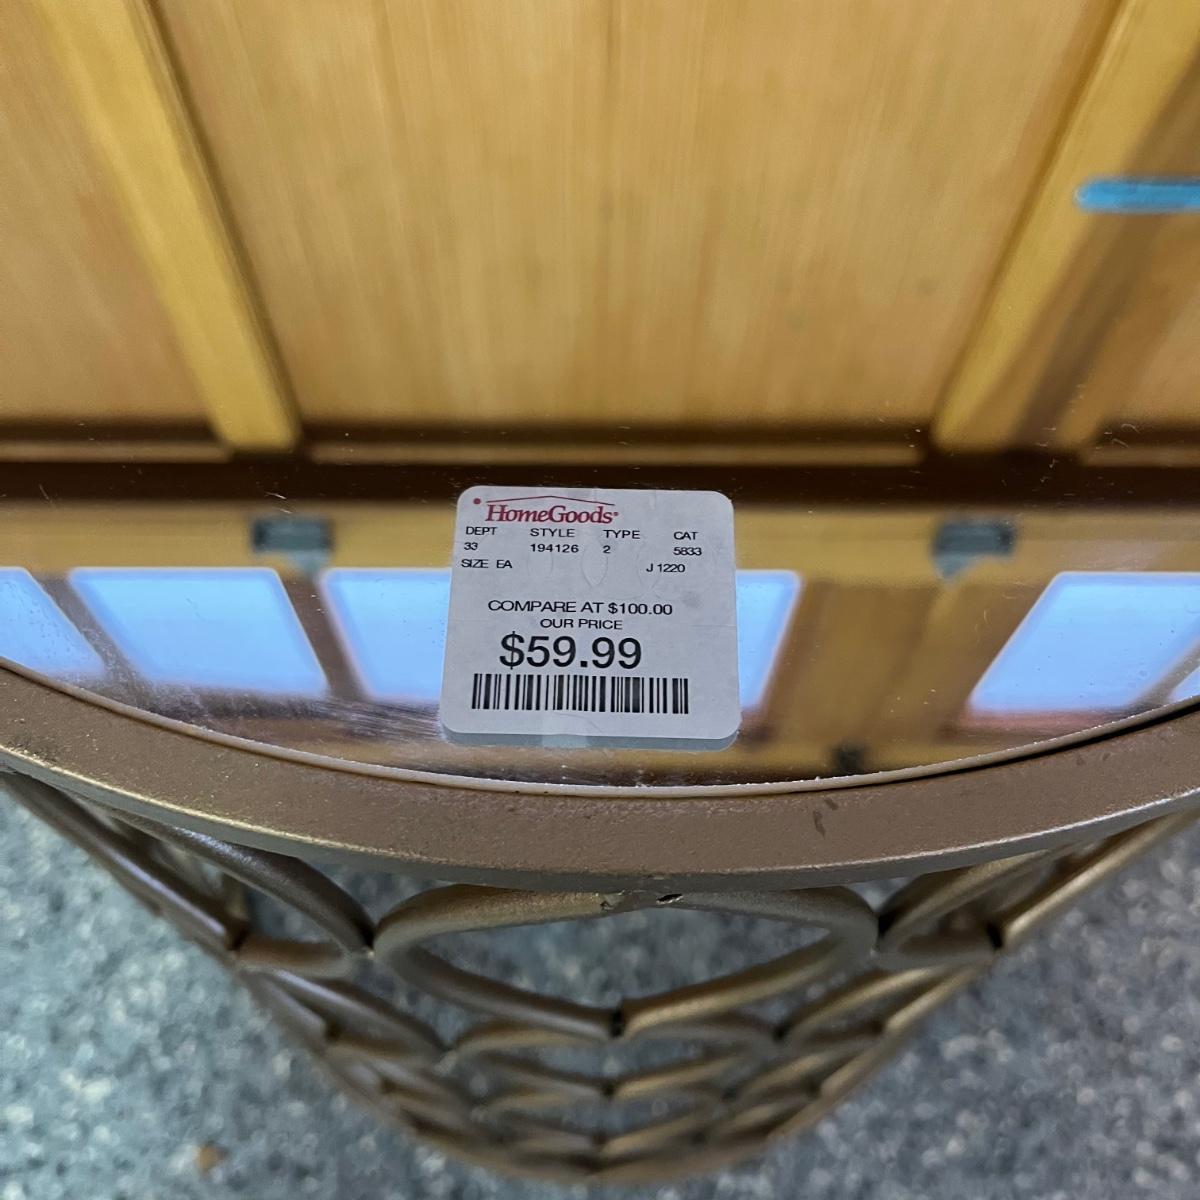 HomeGoods®
DEPT STYLE TYPE CAT
33 194126 2 5833
SIZE EA J 1220
COMPARE AT $100.00
OUR PRICE
$59.99